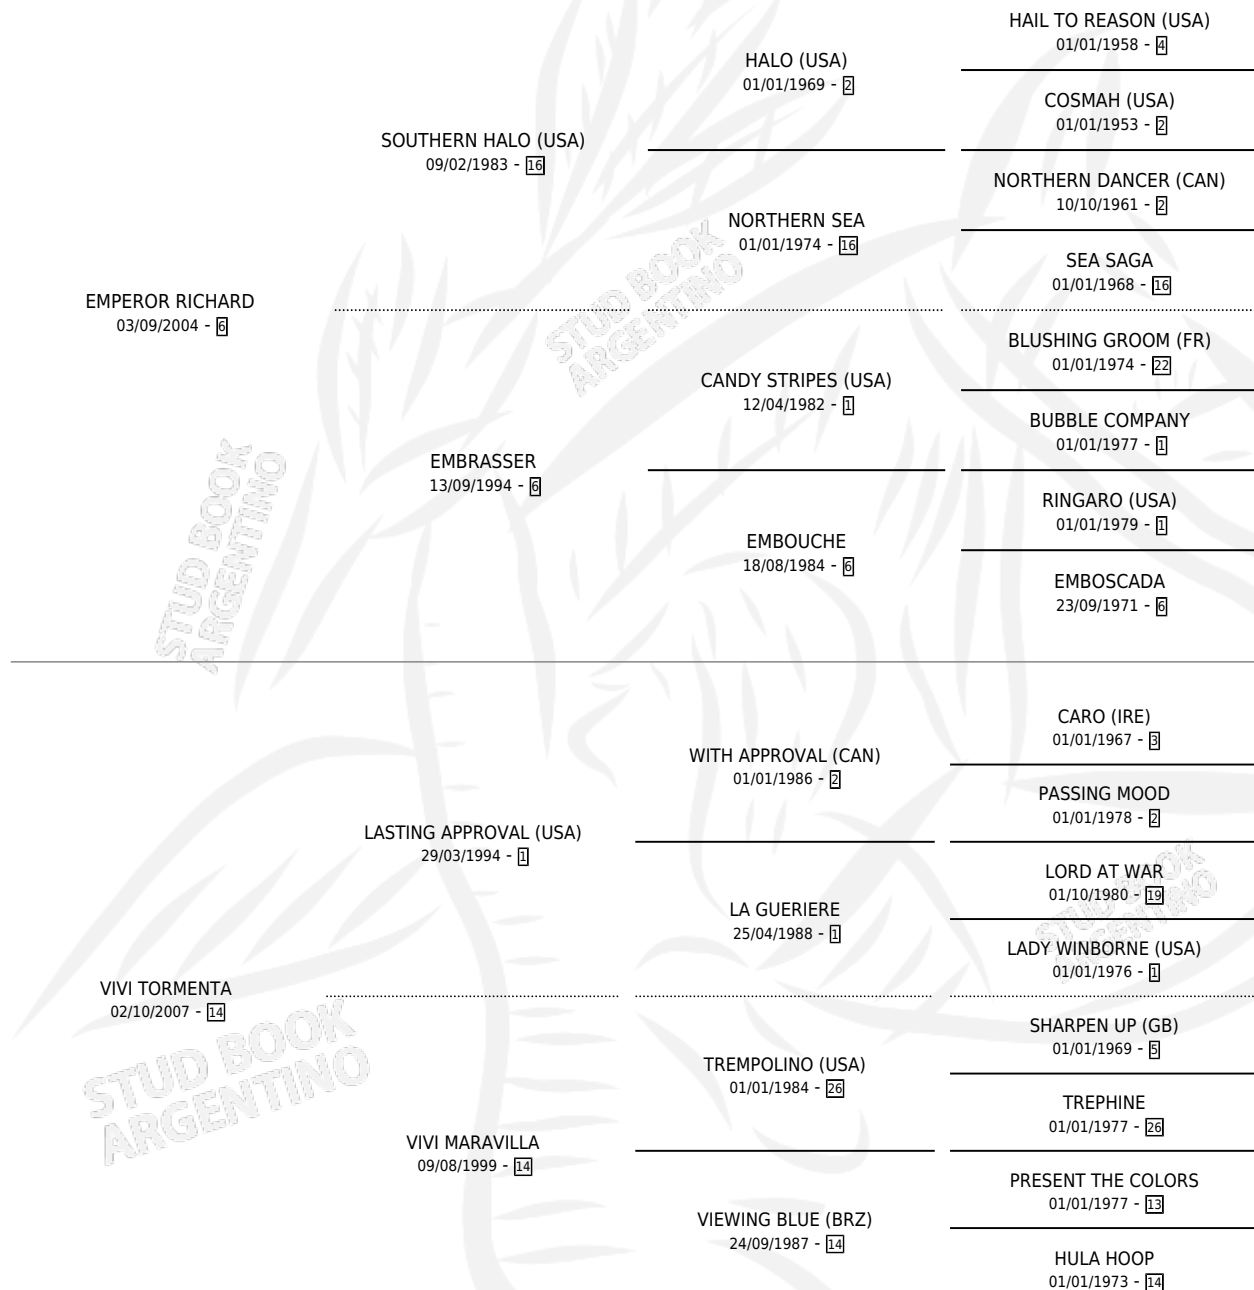 HAIL TO REASON (USA)
01/01/1958 - 4
HALO (USA)
01/01/1969 - 2
COSMAH (USA)
01/01/1953 - 2
SOUTHERN HALO (USA)
09/02/1983 - 16
NORTHERN DANCER (CAN)
10/10/1961 - 2
NORTHERN SEA
01/01/1974 - 16
SEA SAGA
01/01/1968 - 16
EMPEROR RICHARD
03/09/2004 - 6
STUD BOOK
ARGENTINO
BLUSHING GROOM (FR)
01/01/1974 - 22
CANDY STRIPES (USA)
12/04/1982 - 1
BUBBLE COMPANY
01/01/1977 - 1
EMBRASSER
13/09/1994 - 6
RINGARO (USA)
01/01/1979 - 1
EMBOUCHE
18/08/1984 - 6
EMBOSCADA
23/09/1971 - 6
STUD BOOK
ARGENTINO
CARO (IRE)
01/01/1967 - 3
WITH APPROVAL (CAN)
01/01/1986 - 2
PASSING MOOD
01/01/1978 - 2
LASTING APPROVAL (USA)
29/03/1994 - 1
LORD AT WAR
01/10/1980 - 19
STUD BOOK
ARGENTINO
LA GUERIERE
25/04/1988 - 1
LADY WINBORNE (USA)
01/01/1976 - 1
VIVI TORMENTA
02/10/2007 - 14
STUD BOOK
ARGENTINO
SHARPEN UP (GB)
01/01/1969 - 5
TREMPOLINO (USA)
01/01/1984 - 26
TREPHINE
01/01/1977 - 26
VIVI MARAVILLA
09/08/1999 - 14
PRESENT THE COLORS
01/01/1977 - 13
VIEWING BLUE (BRZ)
24/09/1987 - 14
HULA HOOP
01/01/1973 - 14